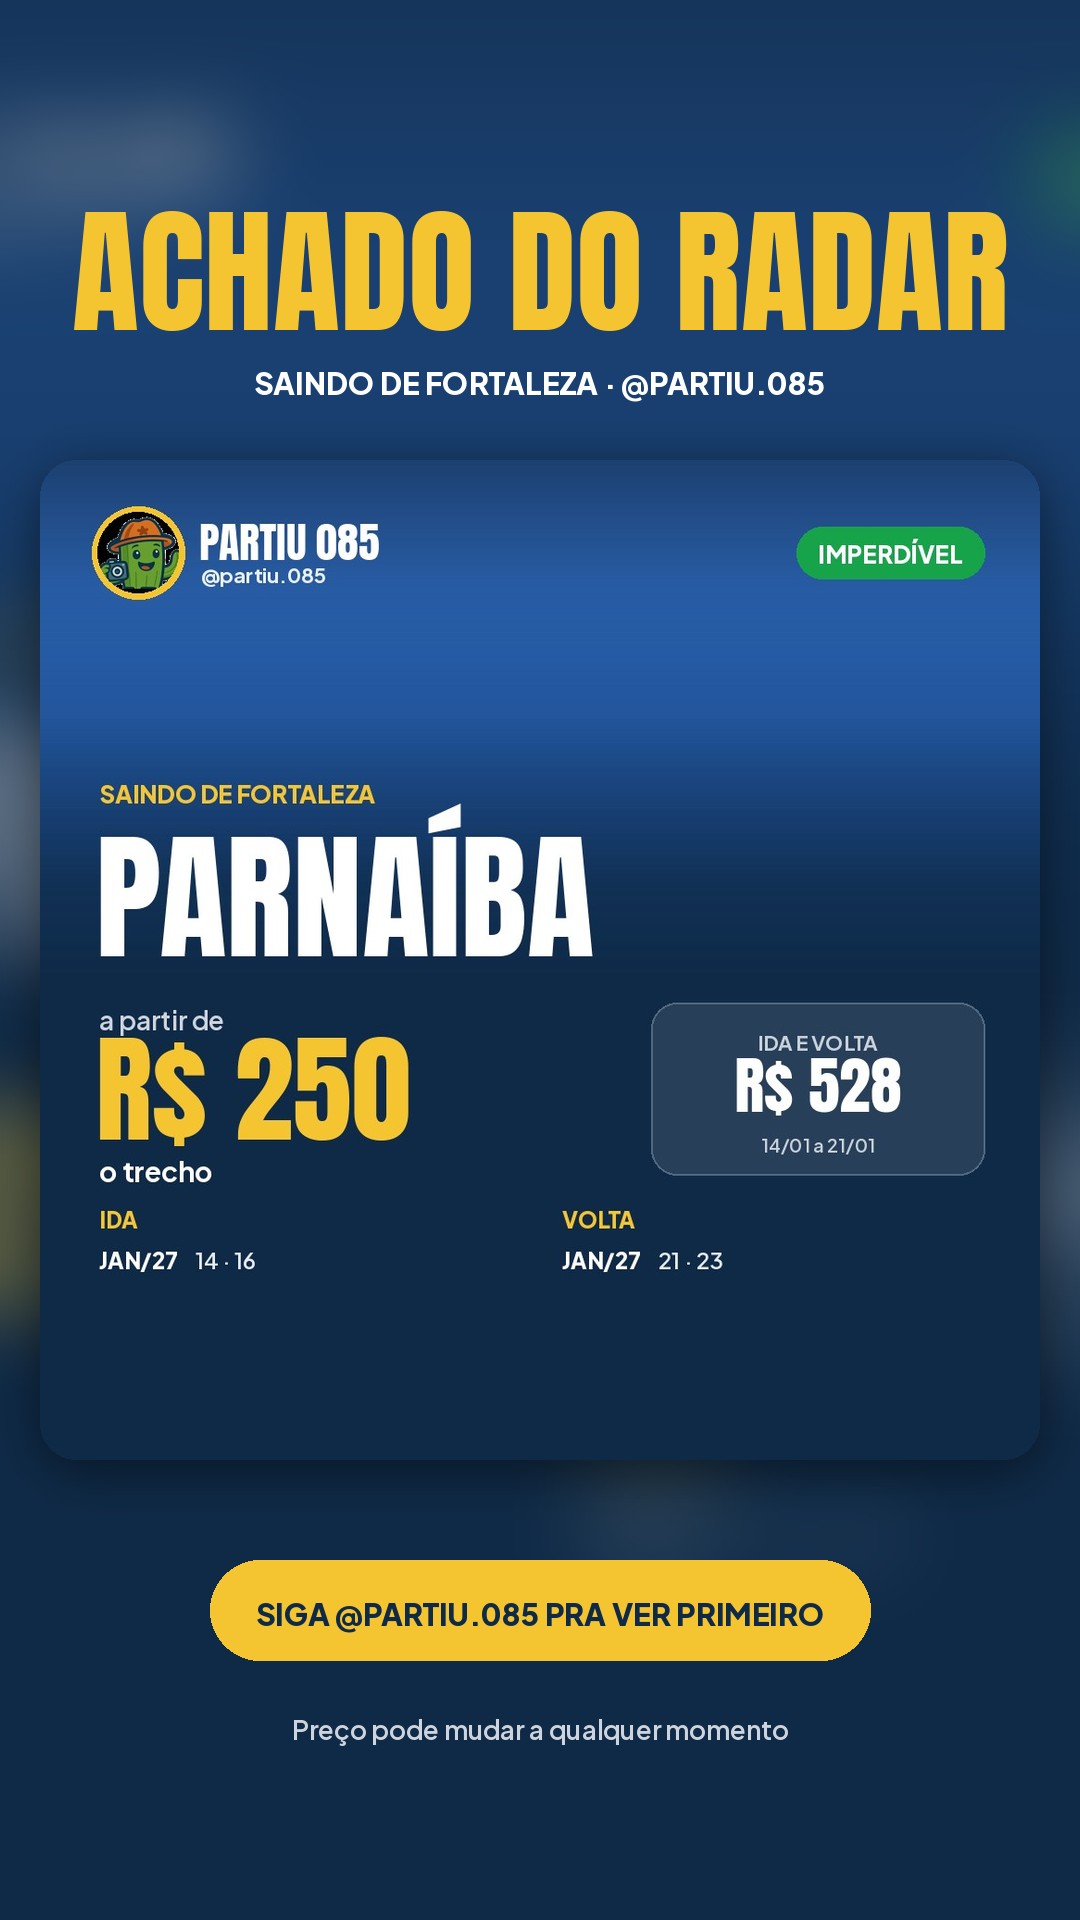 ACHADO DO RADAR
SAINDO DE FORTALEZA · @PARTIU.085
PARTIU 085
@partiu.085
IMPERDÍVEL
SAINDO DE FORTALEZA
PARNAÍBA
a partir de
R$ 250
o trecho
IDA E VOLTA
R$ 528
14/01 a 21/01
IDA
JAN/27 14 · 16
VOLTA
JAN/27 21 · 23
SIGA @PARTIU.085 PRA VER PRIMEIRO
Preço pode mudar a qualquer momento